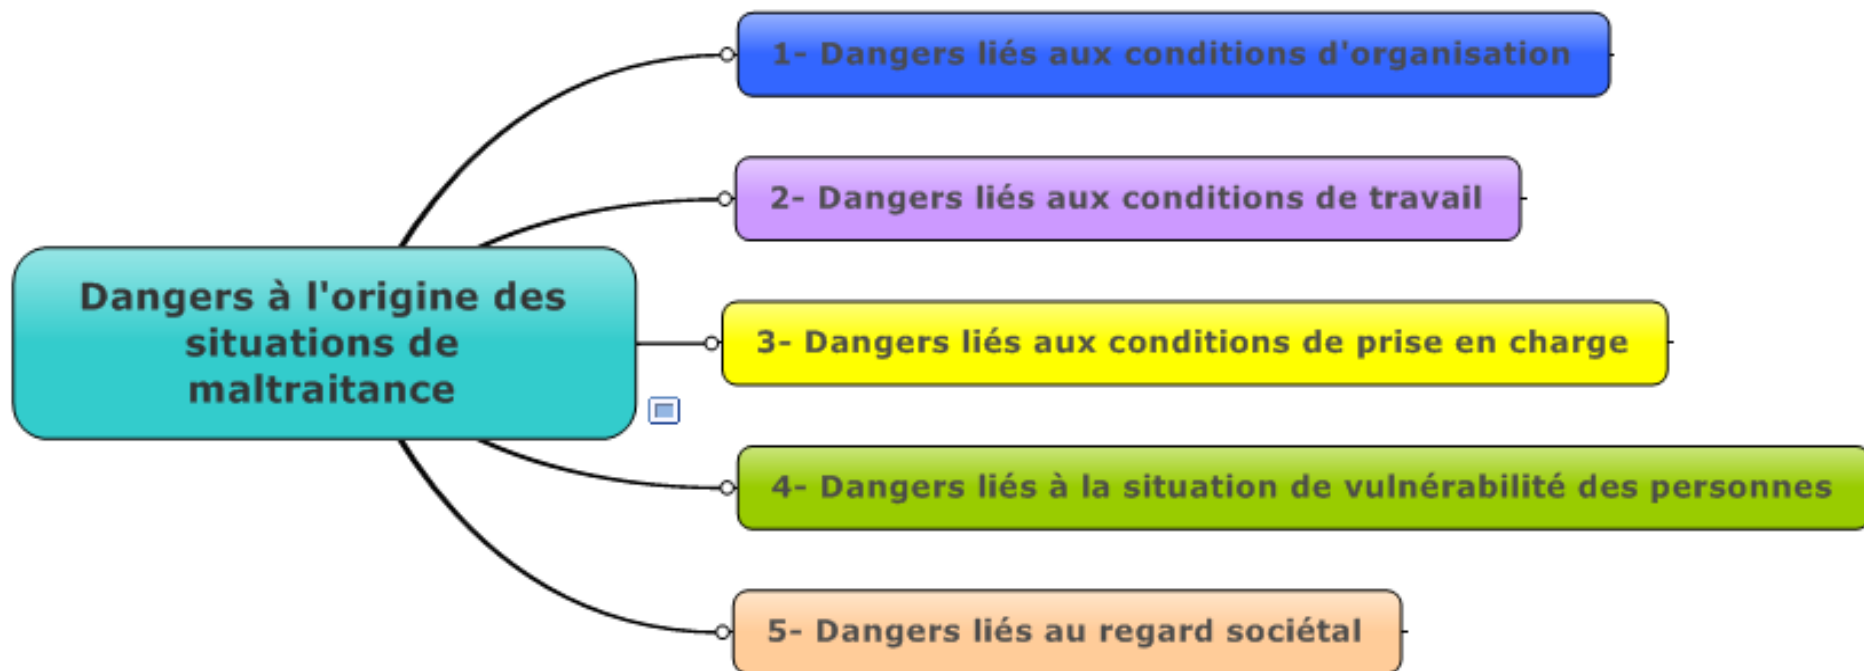 1- Dangers liés aux conditions d'organisation
2- Dangers liés aux conditions de travail
Dangers à l'origine des
situations de
maltraitance
3- Dangers liés aux conditions de prise en charge
4- Dangers liés à la situation de vulnérabilité des personnes
5- Dangers liés au regard sociétal